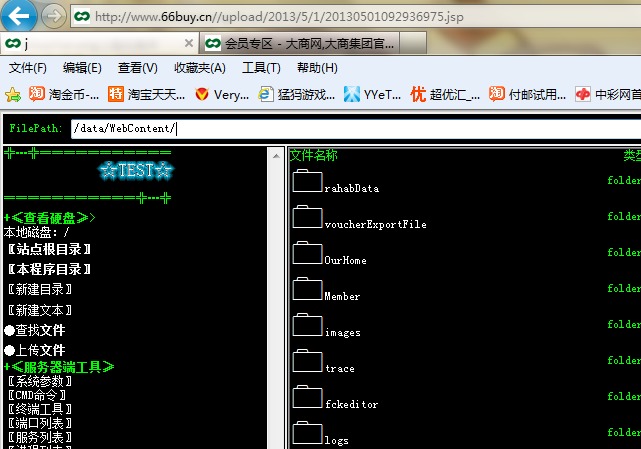 http://www.66buy.cn//upload/2013/5/1/20130501092936975.jsp
j
会员专区 - 大商网,大商集团官...
文件(F) 编辑(E) 查看(V) 收藏夹(A) 工具(T) 帮助(H)
淘金币-... 淘宝天天... Very... 猛犸游戏... YYeT... 超优汇_... 付邮试用... 中彩网首
FilePath: /data/WebContent/
☆TEST☆
+≪查看硬盘≫>
本地磁盘: /
〖站点根目录〗
〖本程序目录〗
〖新建目录〗
〖新建文本〗
●查找文件
●上传文件
+≪服务器端工具≫
〖系统参数〗
〖CMD命令〗
〖终端工具〗
〖端口列表〗
〖服务列表〗
〖进程列表〗
文件名称 类型
rahabData folder
voucherExportFile folder
OurHome folder
Member folder
images folder
trace folder
fckeditor folder
logs folder